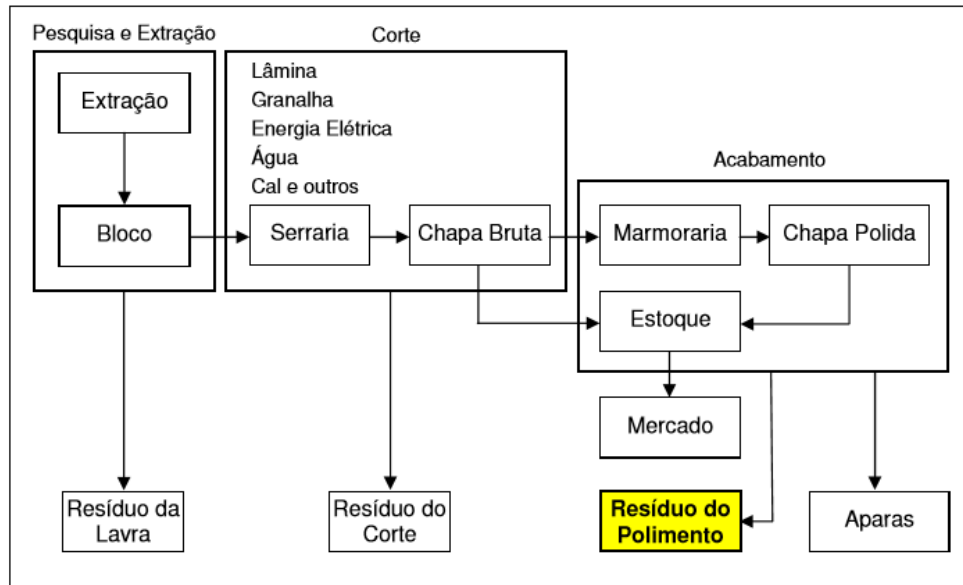 Pesquisa e Extração
Extração
Bloco
Corte
Lâmina
Granalha
Energia Elétrica
Água
Cal e outros
Serraria
Chapa Bruta
Acabamento
Marmoraria
Chapa Polida
Estoque
Mercado
Resíduo da
Lavra
Resíduo do
Corte
Resíduo do
Polimento
Aparas